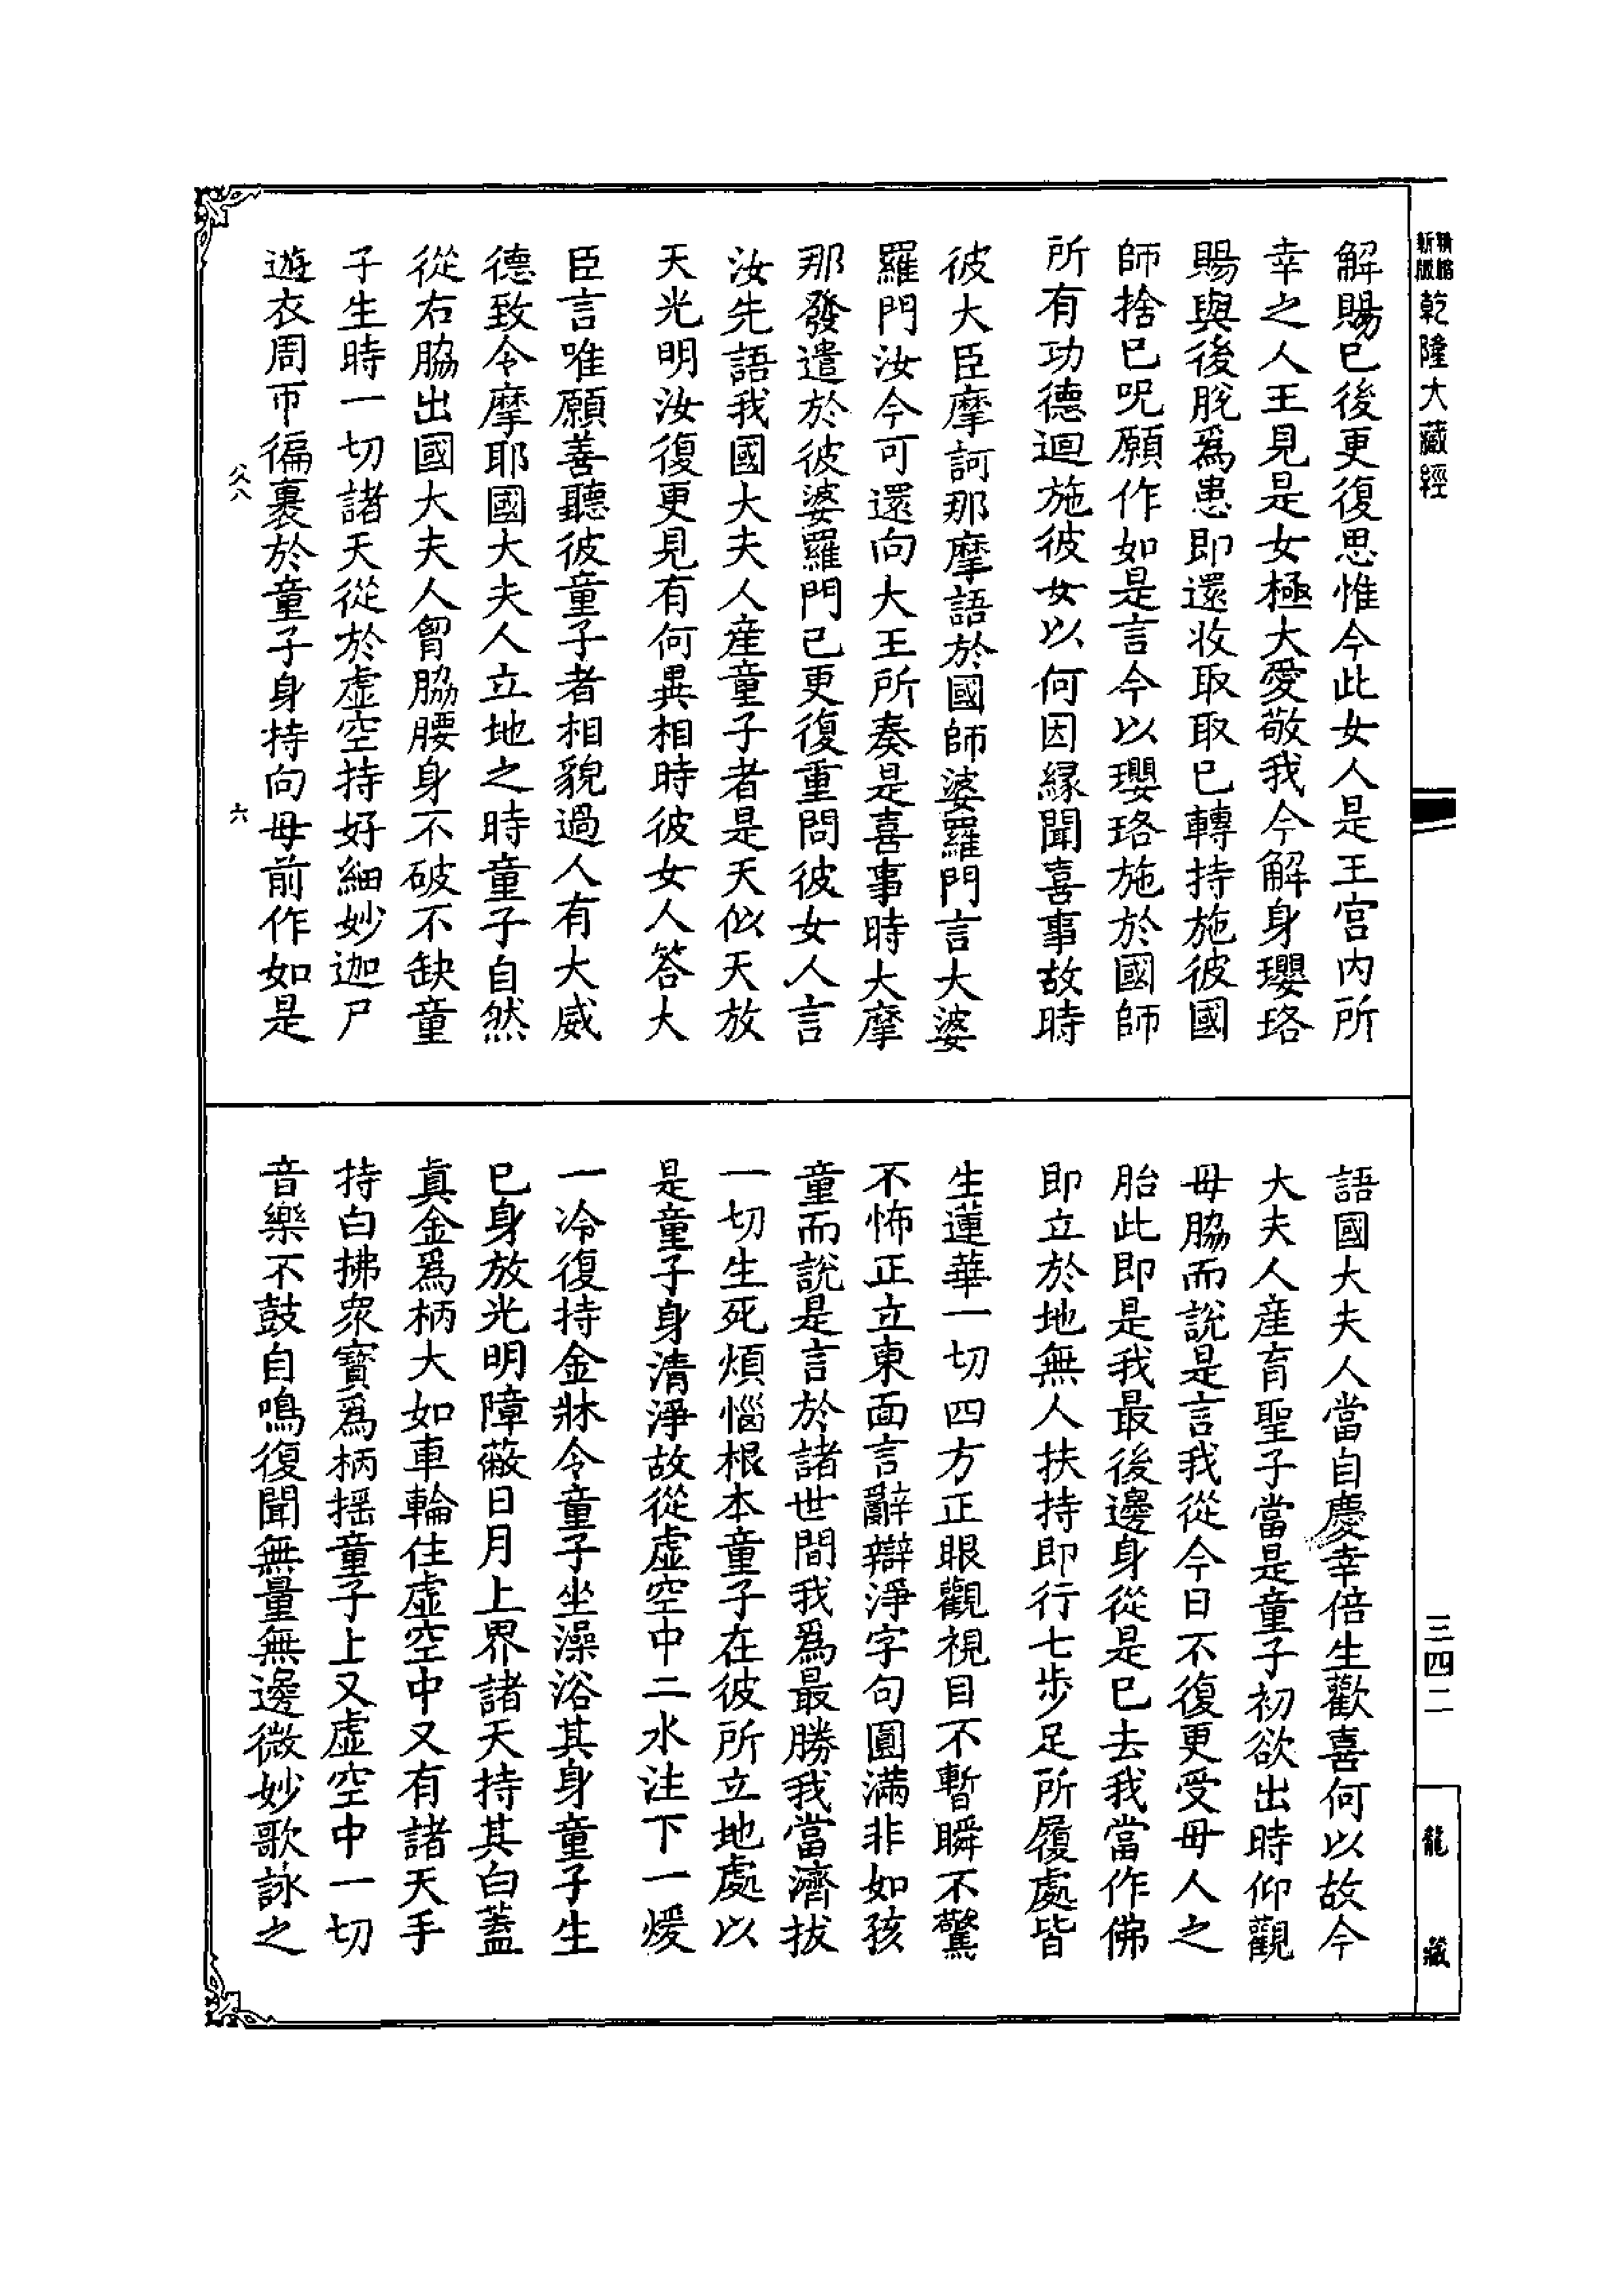 乾隆大藏經
解賜已後更復思惟今此女人是王宫内所
幸之人王見是女極大愛敬我今解身瓔珞
賜與後脫爲患即還收取取已轉持施彼國
師捨已呪願作如是言今以瓔珞施於國師
所有功德迴施彼女以何因緣聞喜事故時
彼大臣摩訶那摩語於國師婆羅門言大婆
羅門汝今可還向大王所奏是喜事時大摩
那發遣於彼婆羅門已更復重問彼女人言
汝先語我國大夫人産童子者是天似天放
天光明汝復更見有何異相時彼女人答大
臣言唯願善聽彼童子者相貌過人有大威
德致令摩耶國大夫人立地之時童子自然
從右脇出國大夫人胷脇腰身不破不缺童
子生時一切諸天從於虛空持好細妙迦尸
遊衣周帀徧裹於童子身持向母前作如是
六
語國大夫人當自慶幸倍生歡喜何以故今
大夫人産育聖子當是童子初欲出時仰觀
母脇而說是言我從今日不復更受母人之
胎此即是我最後邊身從是已去我當作佛
即立於地無人扶持即行七步足所履處皆
生蓮華一切四方正眼觀視目不暫瞬不驚
不怖正立東面言辭辯淨字句圓滿非如孩
童而說是言於諸世間我爲最勝我當濟拔
一切生死煩惱根本童子在彼所立地處以
是童子身清淨故從虛空中二水注下一煖
一冷復持金牀令童子坐澡浴其身童子生
已身放光明障蔽日月上界諸天持其白蓋
真金爲柄大如車輪住虛空中又有諸天手
持白拂衆寳爲柄摇童子上又虛空中一切
音樂不鼓自鳴復聞無量無邊微妙歌詠之
三四二
龍藏